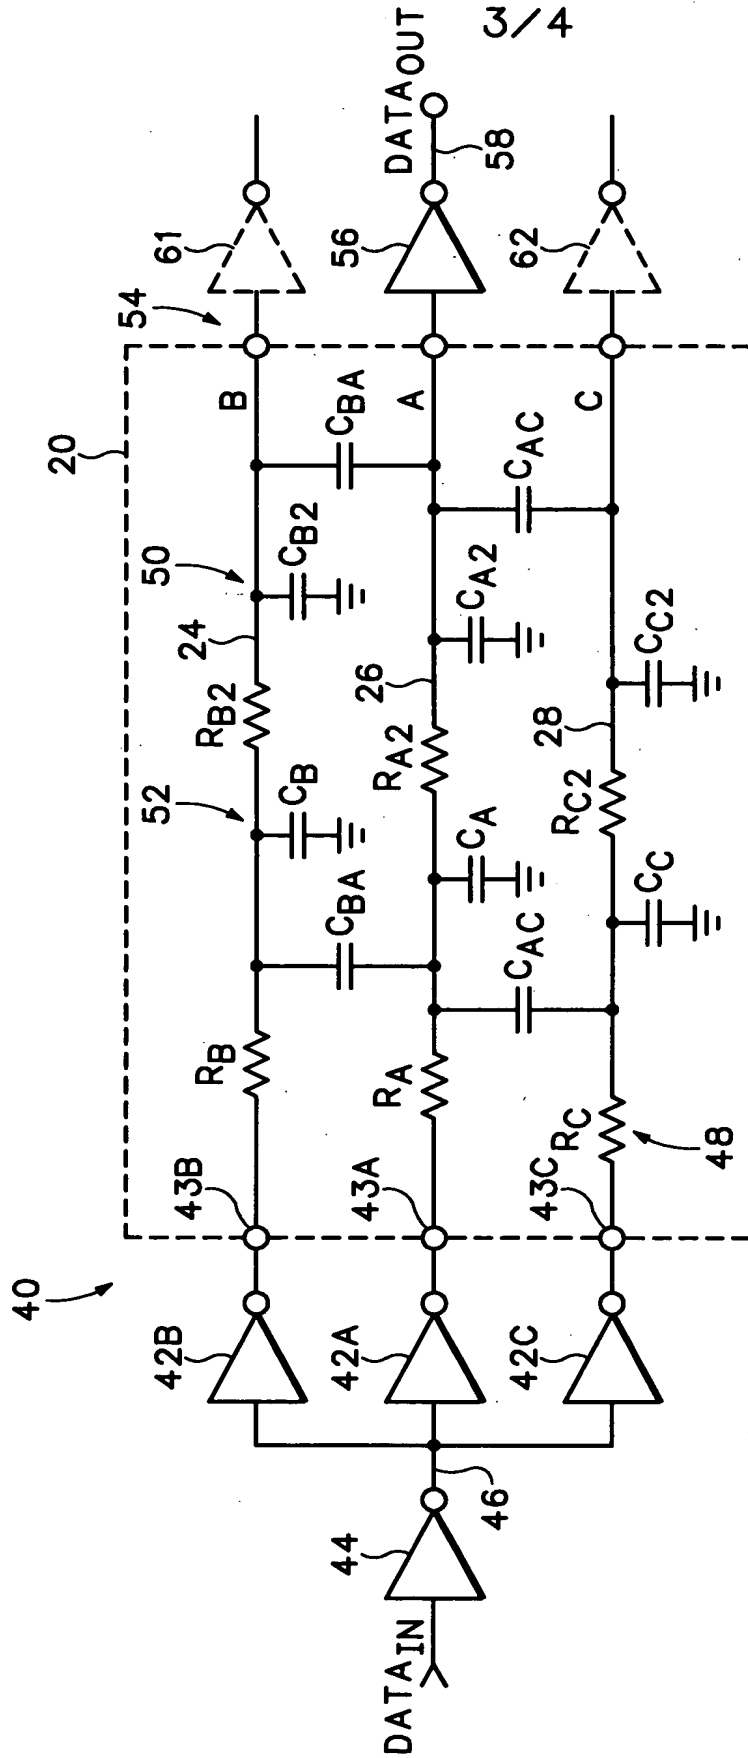 3/4
40
20
54
61
43B
RB
CBA
52
CB
RB2
24
50
CB2
CBA
B
42B
DATAIN
44
46
42A
43A
RA
CA
RA2
26
CA2
A
56
DATAOUT
58
CAC
CAC
42C
43C
RC
48
CC
RC2
28
CC2
C
62